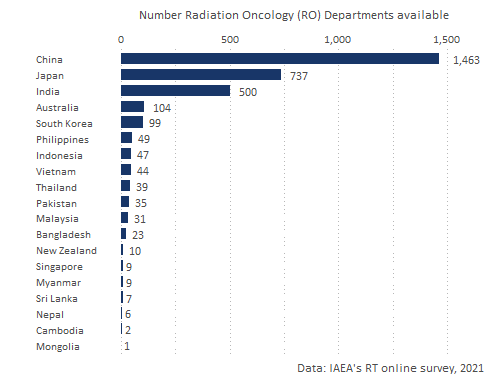 Number Radiation Oncology (RO) Departments available
0 500 1,000 1,500
China 1,463
Japan 737
India 500
Australia 104
South Korea 99
Philippines 49
Indonesia 47
Vietnam 44
Thailand 39
Pakistan 35
Malaysia 31
Bangladesh 23
New Zealand 10
Singapore 9
Myanmar 9
Sri Lanka 7
Nepal 6
Cambodia 2
Mongolia 1
Data: IAEA's RT online survey, 2021